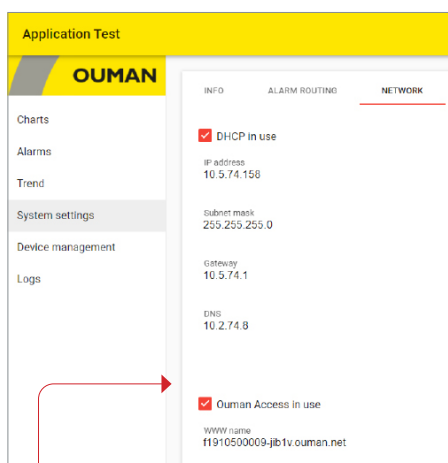 Application Test
OUMAN
INFO ALARM ROUTING NETWORK
Charts
Alarms
Trend
System settings
Device management
Logs
DHCP in use
IP address
10.5.74.158
Subnet mask
255.255.255.0
Gateway
10.5.74.1
DNS
10.2.74.8
Ouman Access in use
WWW name
f1910500009-jib1v.ouman.net